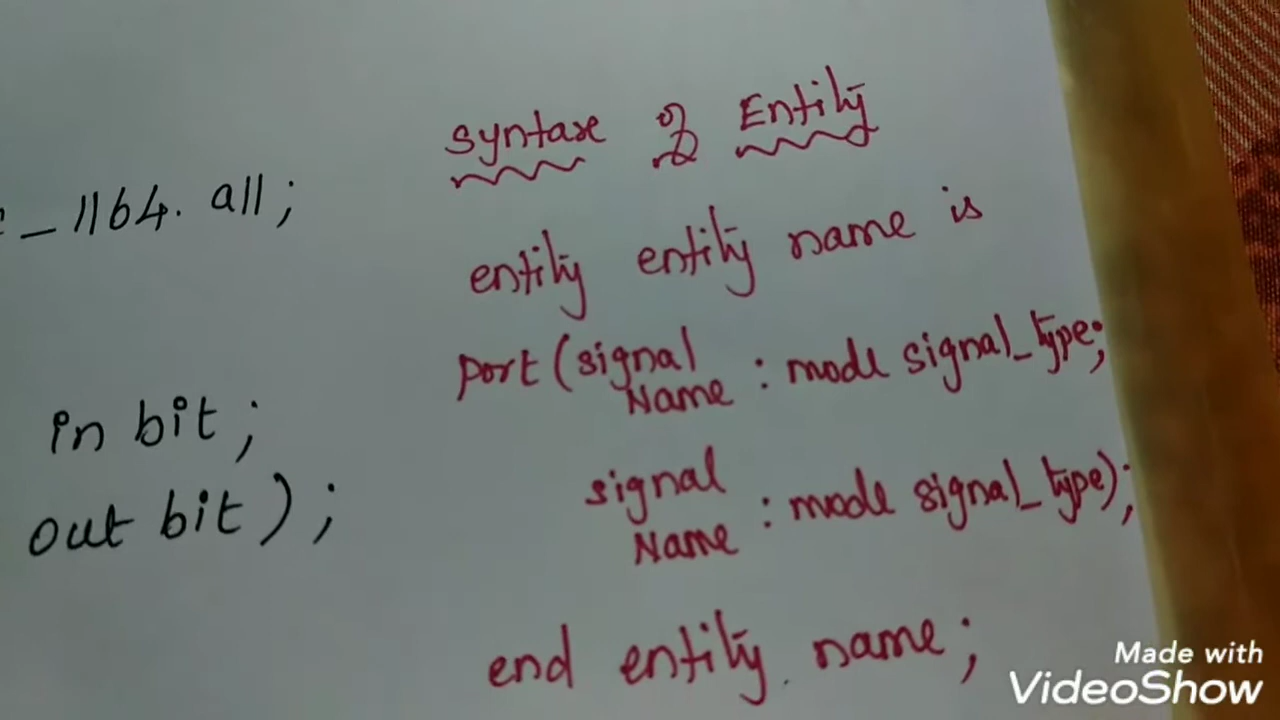 _1164. all;
in bit;
out bit);
Syntax of Entity
entity entity name is
port(signal Name : mode signal_type;
signal Name : mode signal_type);
end entity name;
Made with
VideoShow